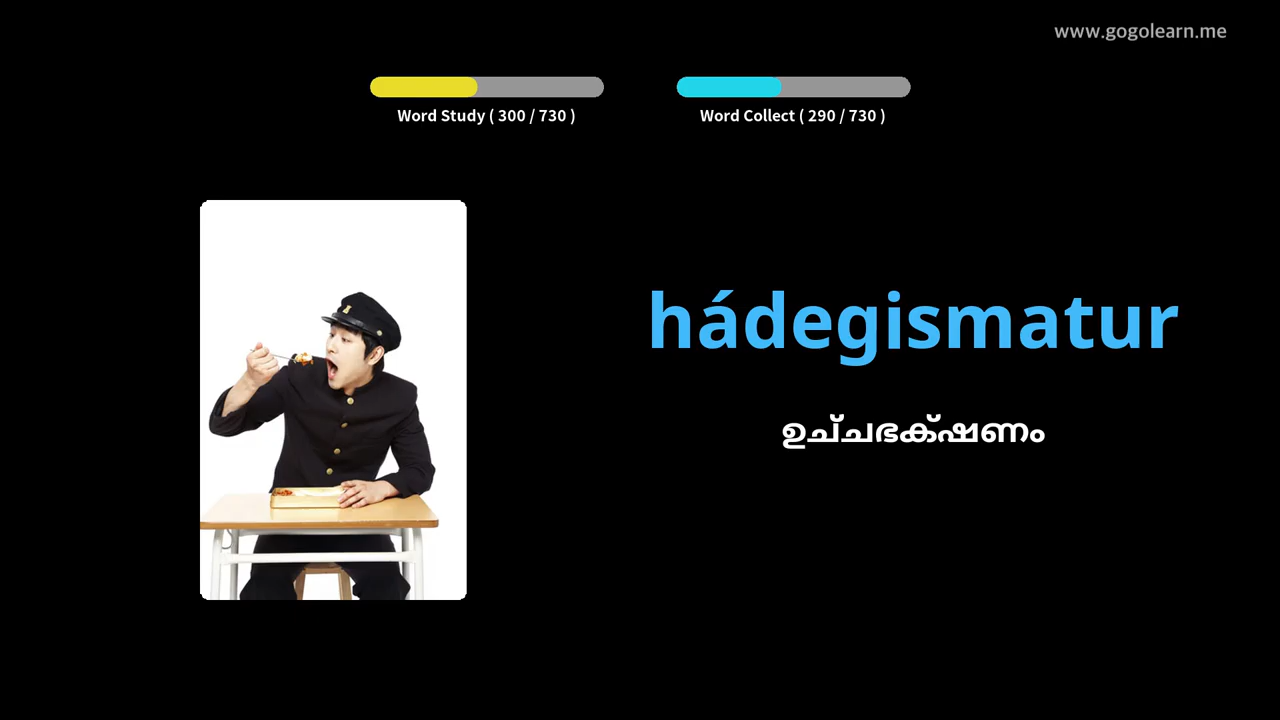 www.gogolearn.me
Word Study ( 300 / 730 )
Word Collect ( 290 / 730 )
hádegismatur
ഉച്ചഭക്ഷണം